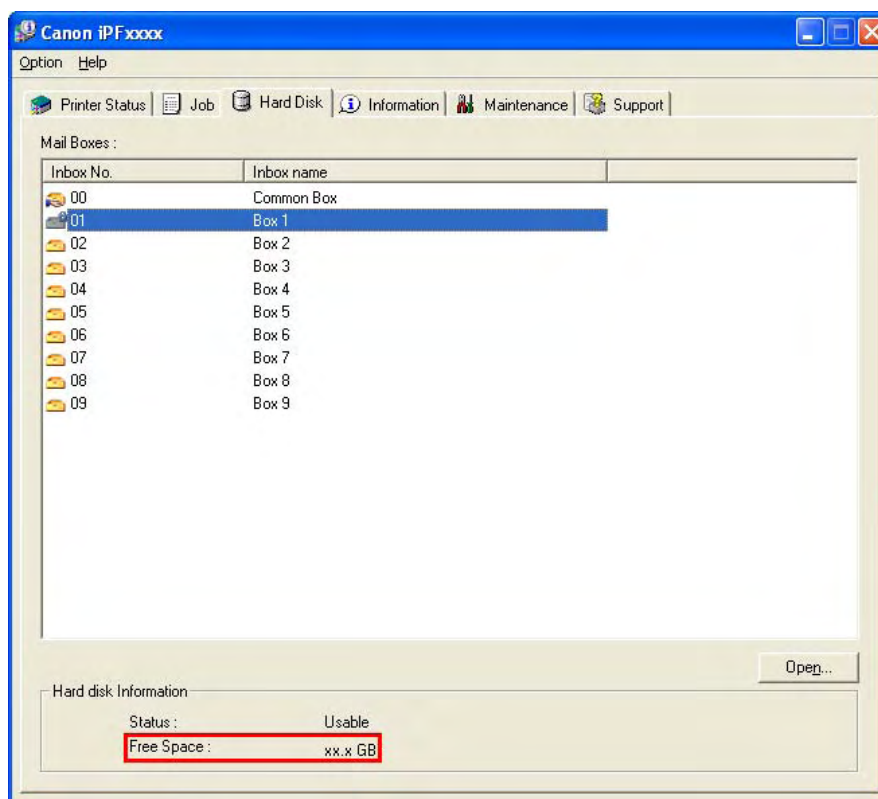 Canon iPFxxxx
Option Help
Printer Status Job Hard Disk Information Maintenance Support
Mail Boxes :
Inbox No. Inbox name
00 Common Box
01 Box 1
02 Box 2
03 Box 3
04 Box 4
05 Box 5
06 Box 6
07 Box 7
08 Box 8
09 Box 9
Open...
Hard disk Information
Status : Usable
Free Space : xx.x GB